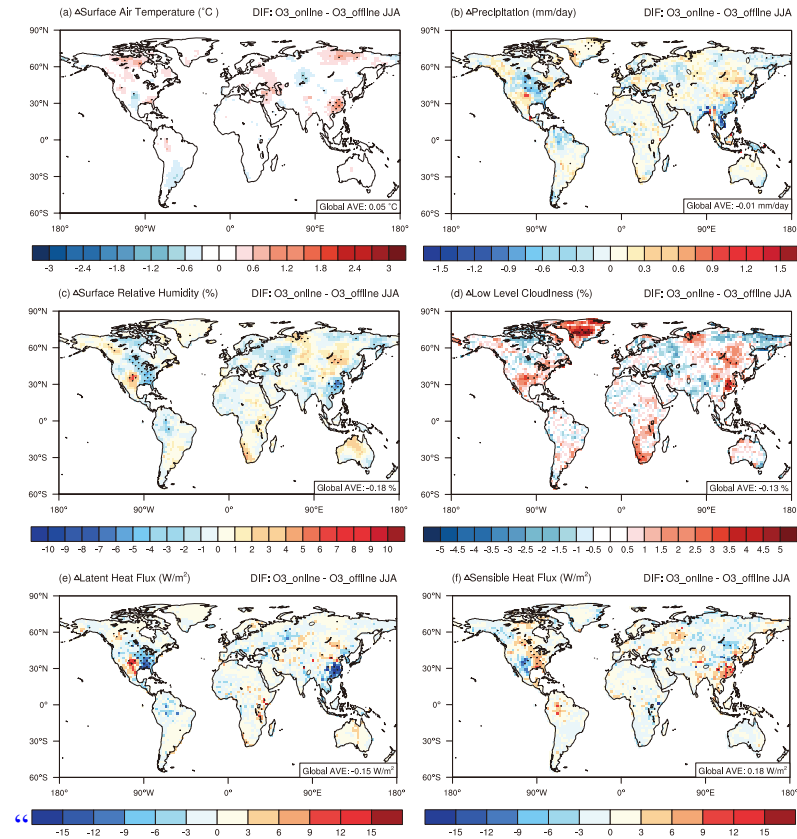 (a) ΔSurface Air Temperature (°C) DIF: O3_online - O3_offline JJA
90°N
60°N
30°N
0°
30°S
60°S
Global AVE: 0.05 °C
180° 90°W 0° 90°E 180°
-3 -2.4 -1.8 -1.2 -0.6 0 0.6 1.2 1.8 2.4 3
(b) ΔPrecipitation (mm/day) DIF: O3_online - O3_offline JJA
90°N
60°N
30°N
0°
30°S
60°S
Global AVE: -0.01 mm/day
180° 90°W 0° 90°E 180°
-1.5 -1.2 -0.9 -0.6 -0.3 0 0.3 0.6 0.9 1.2 1.5
(c) ΔSurface Relative Humidity (%) DIF: O3_online - O3_offline JJA
90°N
60°N
30°N
0°
30°S
60°S
Global AVE: -0.18 %
180° 90°W 0° 90°E 180°
-10 -9 -8 -7 -6 -5 -4 -3 -2 -1 0 1 2 3 4 5 6 7 8 9 10
(d) ΔLow Level Cloudiness (%) DIF: O3_online - O3_offline JJA
90°N
60°N
30°N
0°
30°S
60°S
Global AVE: -0.13 %
180° 90°W 0° 90°E 180°
-5 -4.5 -4 -3.5 -3 -2.5 -2 -1.5 -1 -0.5 0 0.5 1 1.5 2 2.5 3 3.5 4 4.5 5
(e) ΔLatent Heat Flux (W/m²) DIF: O3_online - O3_offline JJA
90°N
60°N
30°N
0°
30°S
60°S
Global AVE: -0.15 W/m²
180° 90°W 0° 90°E 180°
“ -15 -12 -9 -6 -3 0 3 6 9 12 15
(f) ΔSensible Heat Flux (W/m²) DIF: O3_online - O3_offline JJA
90°N
60°N
30°N
0°
30°S
60°S
Global AVE: 0.18 W/m²
180° 90°W 0° 90°E 180°
-15 -12 -9 -6 -3 0 3 6 9 12 15